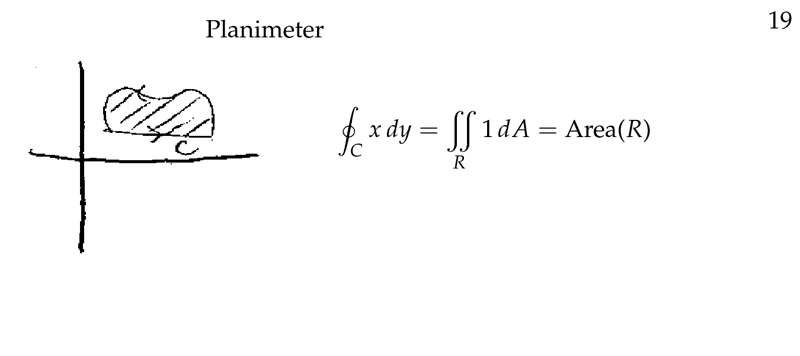 Planimeter
19
∮_C x dy = ∬_R 1 dA = Area(R)
C